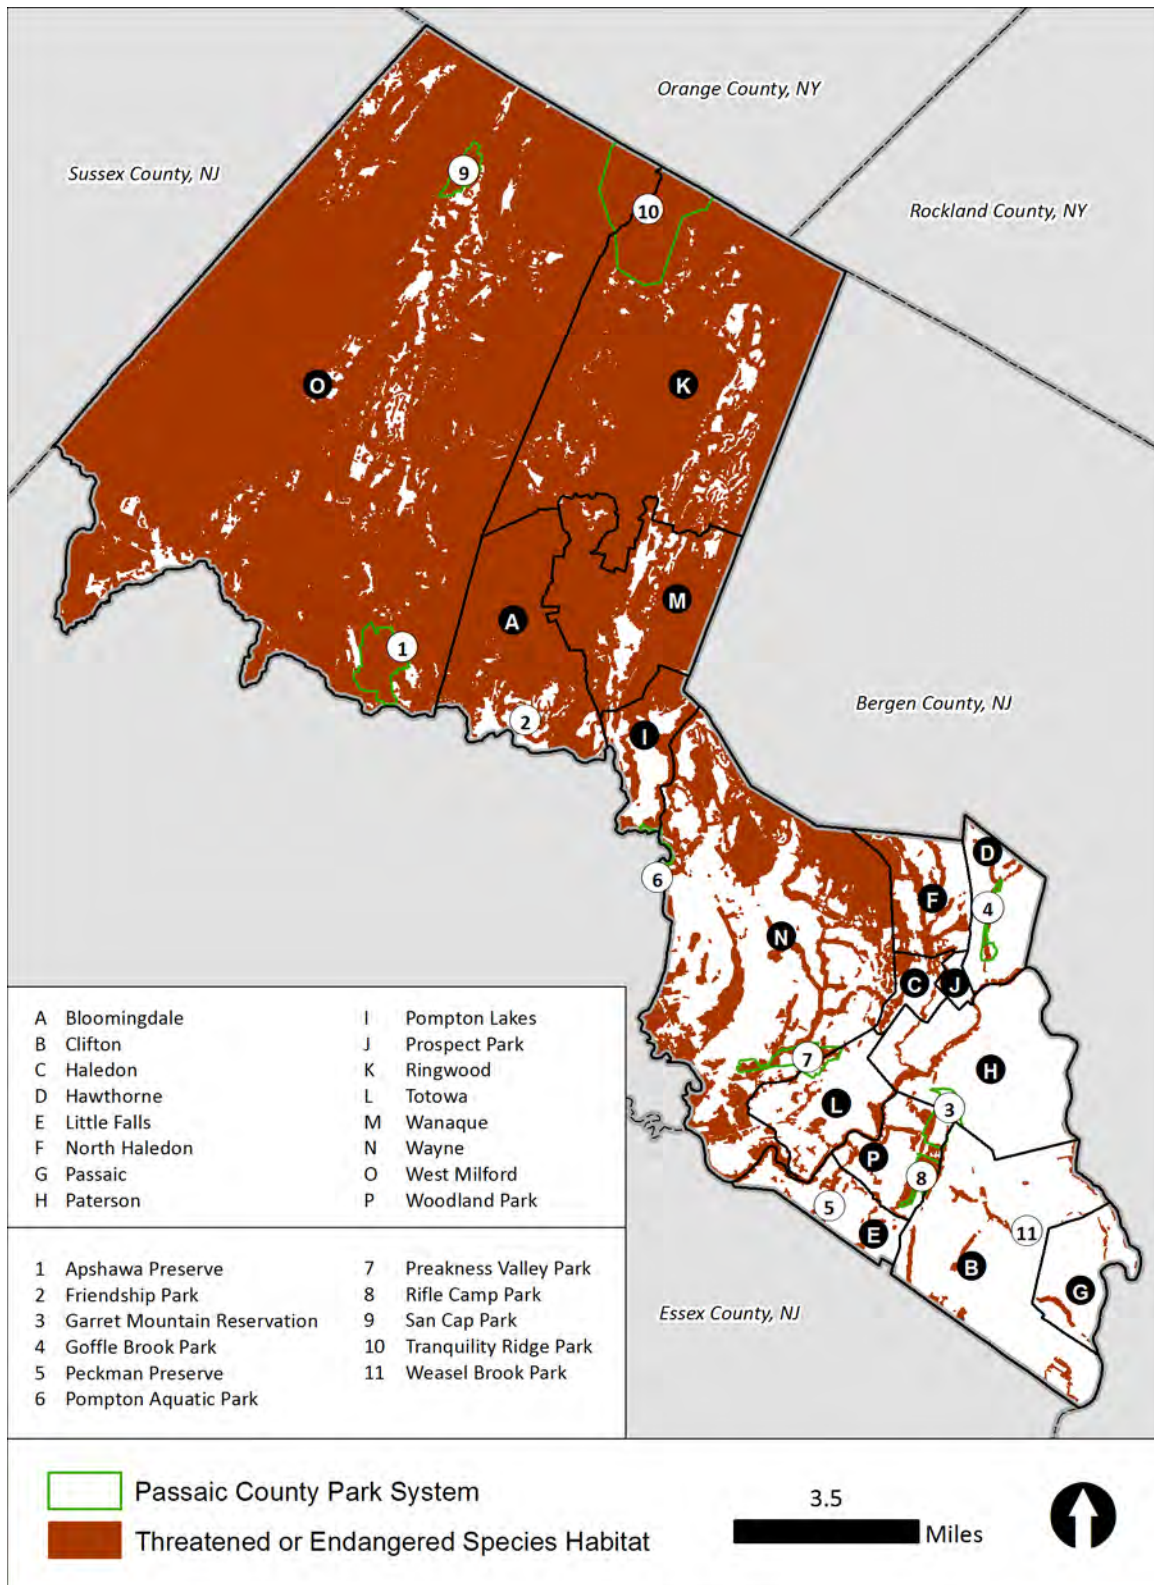 Orange County, NY
Sussex County, NJ
9
10
Rockland County, NY
O
K
M
A
1
2
Bergen County, NJ
I
D
6
F
4
N
C
J
7
H
L
3
P
8
5
11
E
B
G
Essex County, NJ
A Bloomingdale
B Clifton
C Haledon
D Hawthorne
E Little Falls
F North Haledon
G Passaic
H Paterson
I Pompton Lakes
J Prospect Park
K Ringwood
L Totowa
M Wanaque
N Wayne
O West Milford
P Woodland Park
1 Apshawa Preserve
2 Friendship Park
3 Garret Mountain Reservation
4 Goffle Brook Park
5 Peckman Preserve
6 Pompton Aquatic Park
7 Preakness Valley Park
8 Rifle Camp Park
9 San Cap Park
10 Tranquility Ridge Park
11 Weasel Brook Park
Passaic County Park System
Threatened or Endangered Species Habitat
3.5
Miles